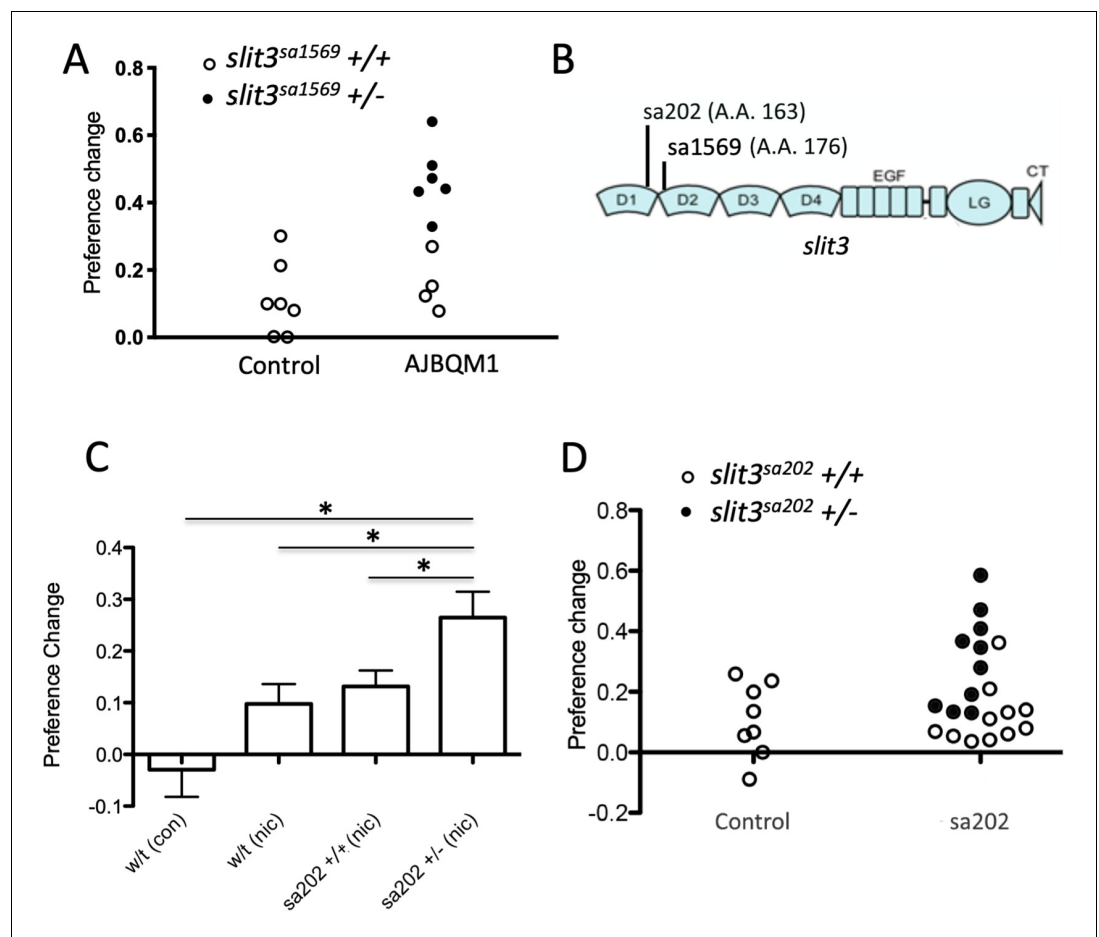 A
slit3sa1569 +/+
slit3sa1569 +/-
0.8
0.6
0.4
0.2
0.0
Preference change
Control
AJBQM1
B
sa202 (A.A. 163)
sa1569 (A.A. 176)
D1
D2
D3
D4
EGF
LG
CT
slit3
C
*
*
*
0.4
0.3
0.2
0.1
0.0
-0.1
Preference Change
w/t (con)
w/t (nic)
sa202 +/+ (nic)
sa202 +/- (nic)
D
slit3sa202 +/+
slit3sa202 +/-
0.8
0.6
0.4
0.2
0.0
-0.2
Preference change
Control
sa202